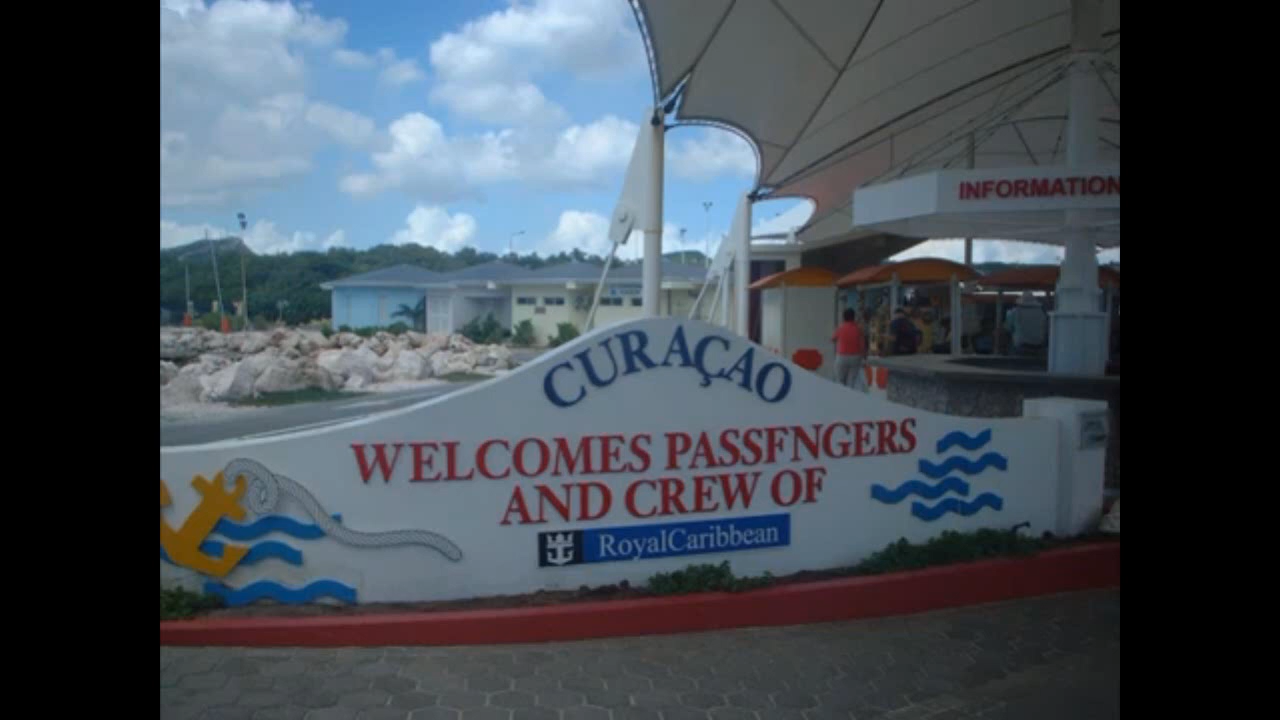 INFORMATION
CURAÇAO
WELCOMES PASSFNGERS
AND CREW OF
RoyalCaribbean